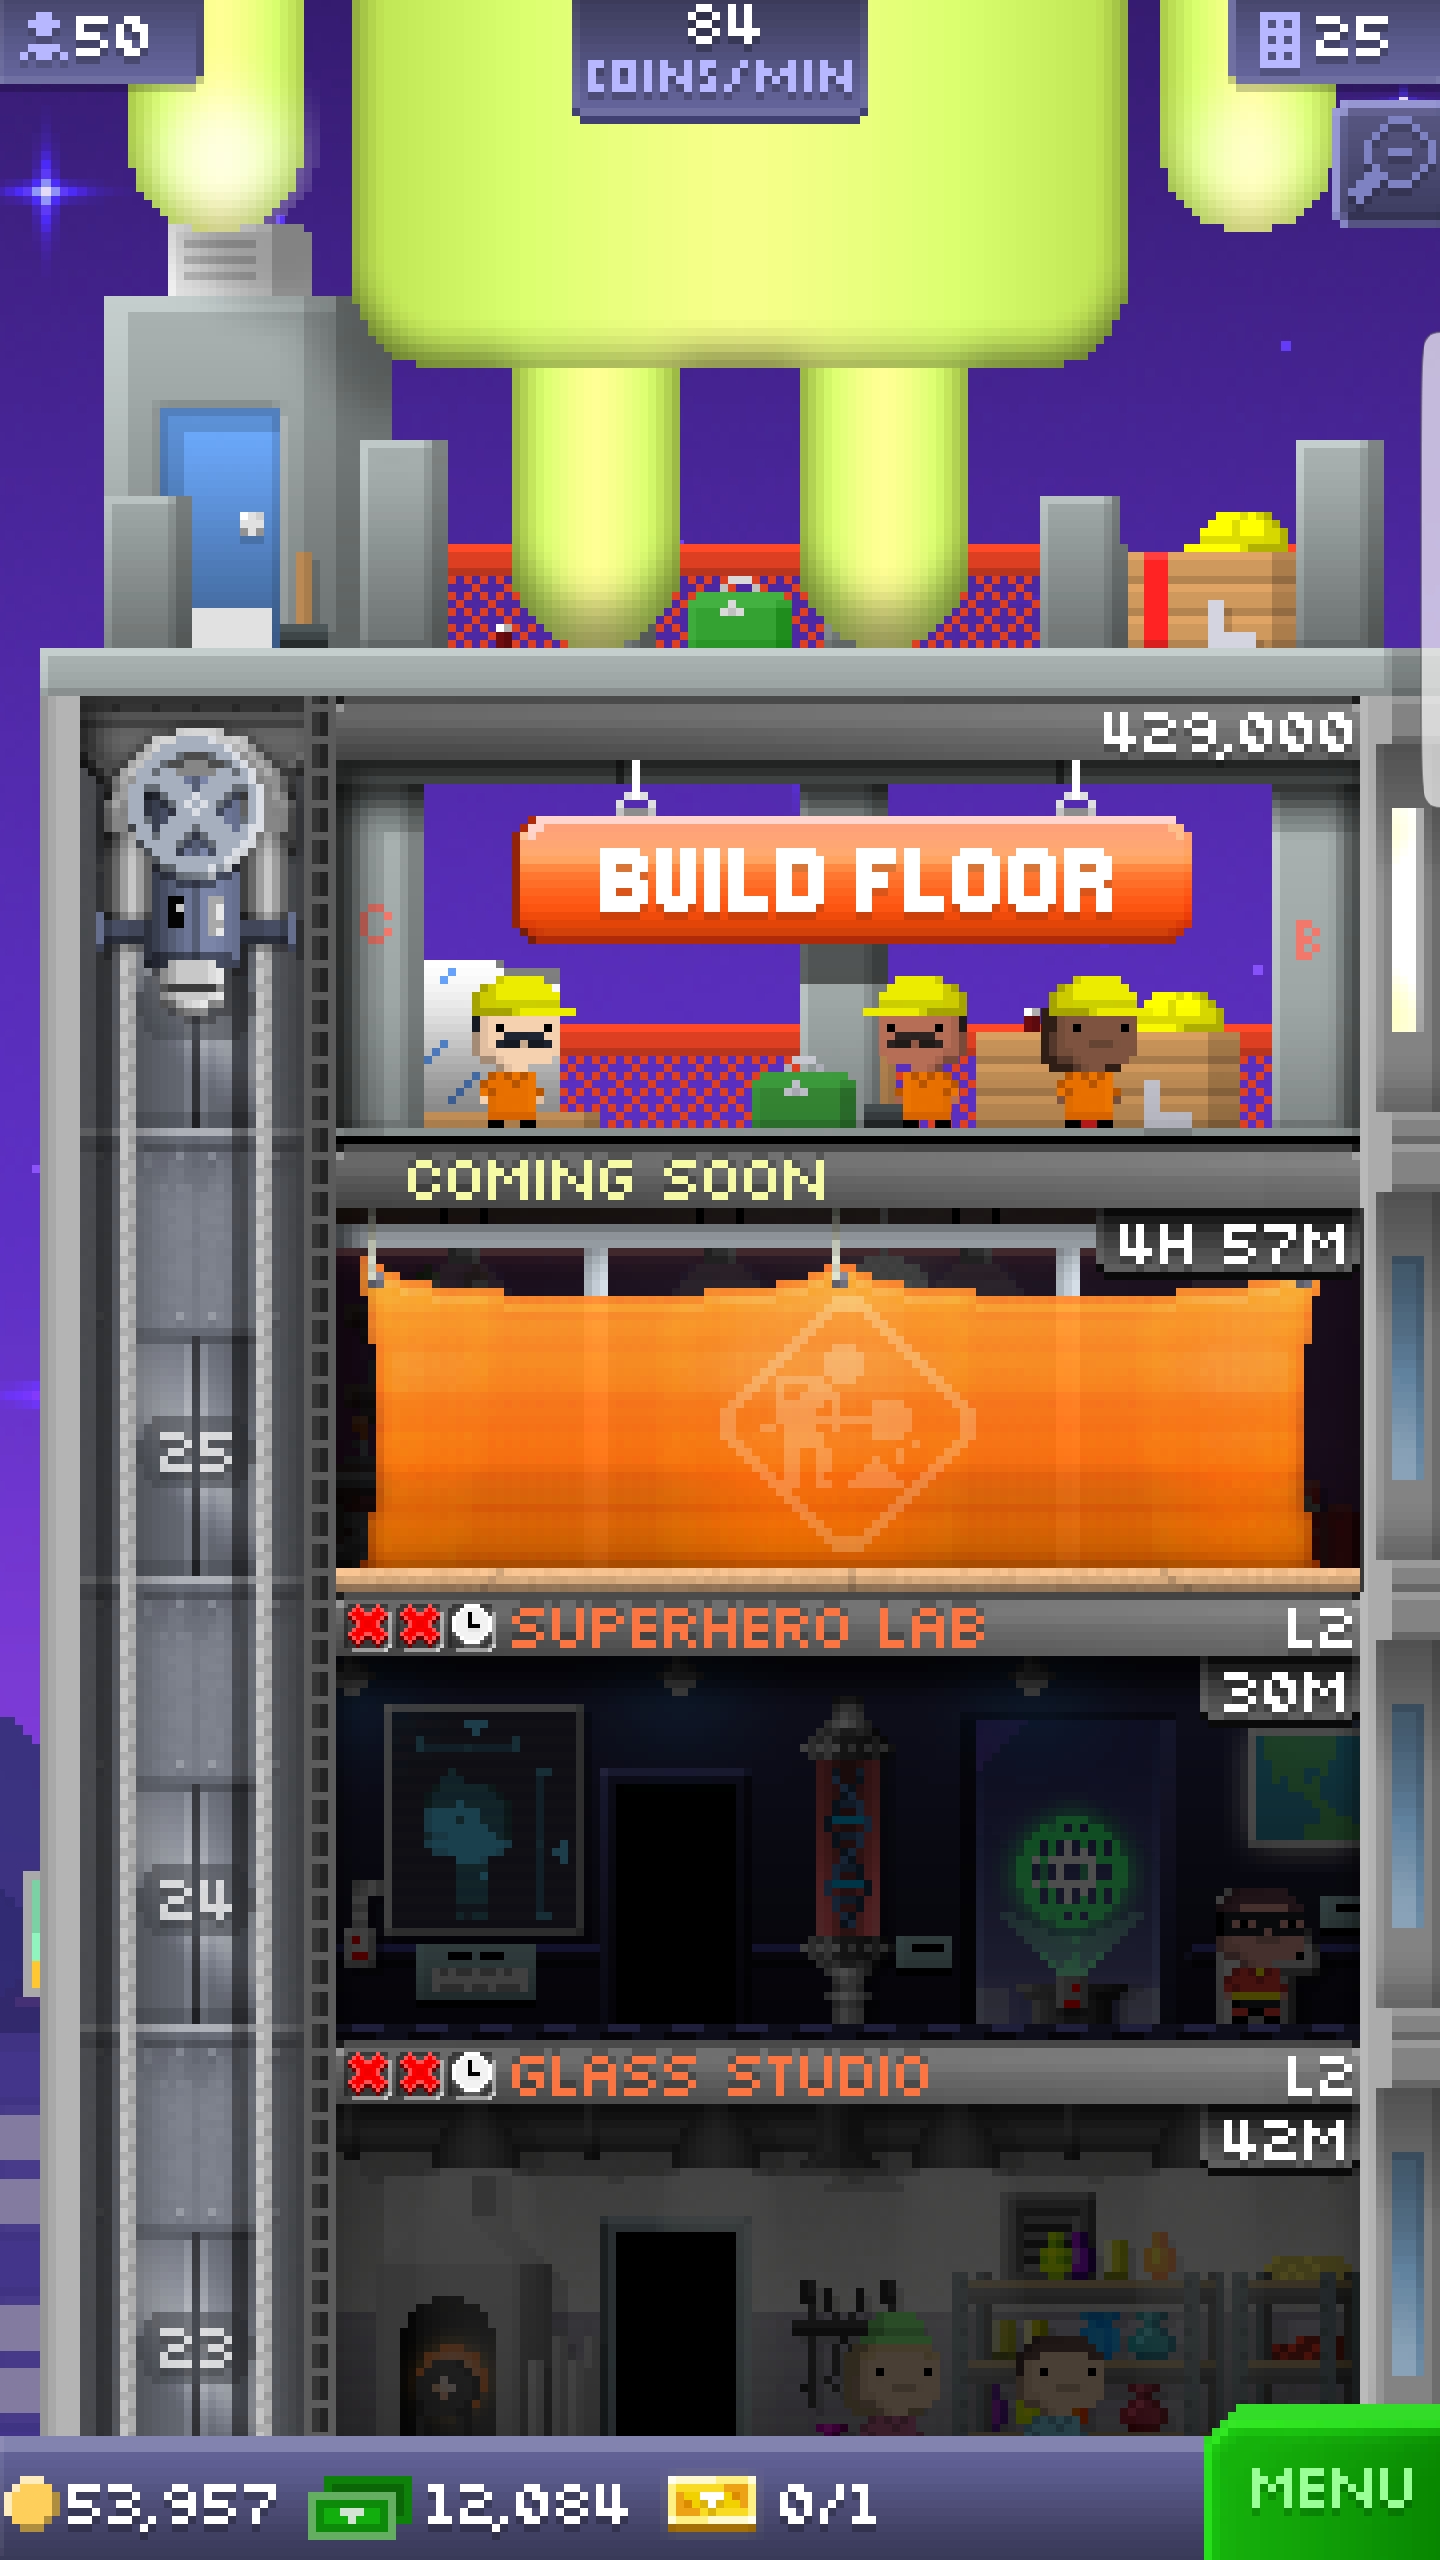 50
84
COINS/MIN
25
429,000
BUILD FLOOR
C
B
COMING SOON
4H 57M
25
SUPERHERO LAB
L2
30M
24
GLASS STUDIO
L2
42M
23
53,957
12,084
0/1
MENU